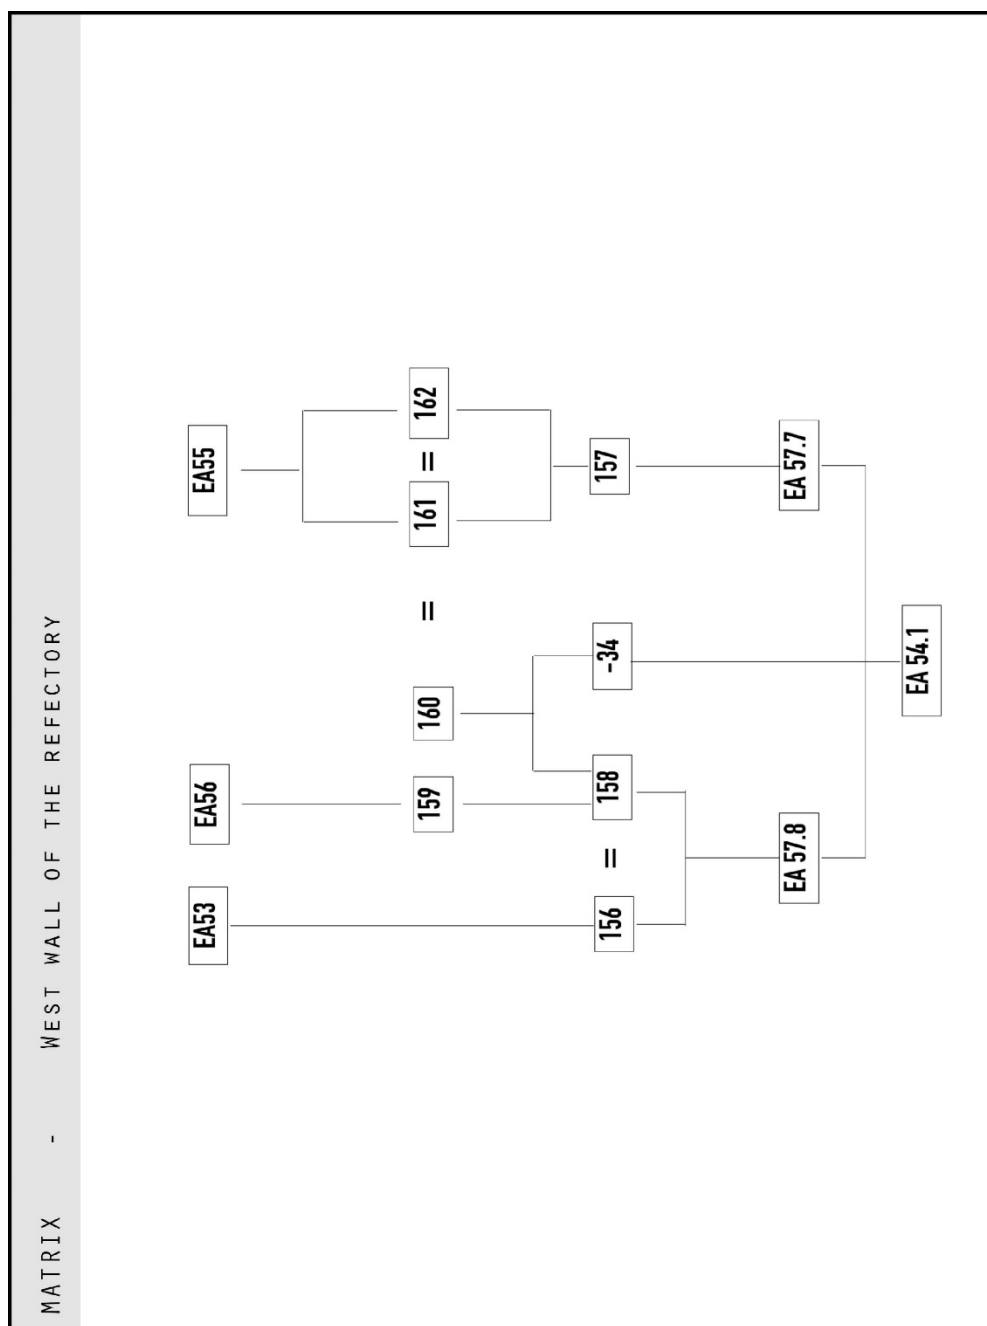 MATRIX - WEST WALL OF THE REFECTORY
EA53 EA56 EA55
159 160 = 161 = 162
156 = 158 -34 157
EA 57.8 EA 57.7
EA 54.1